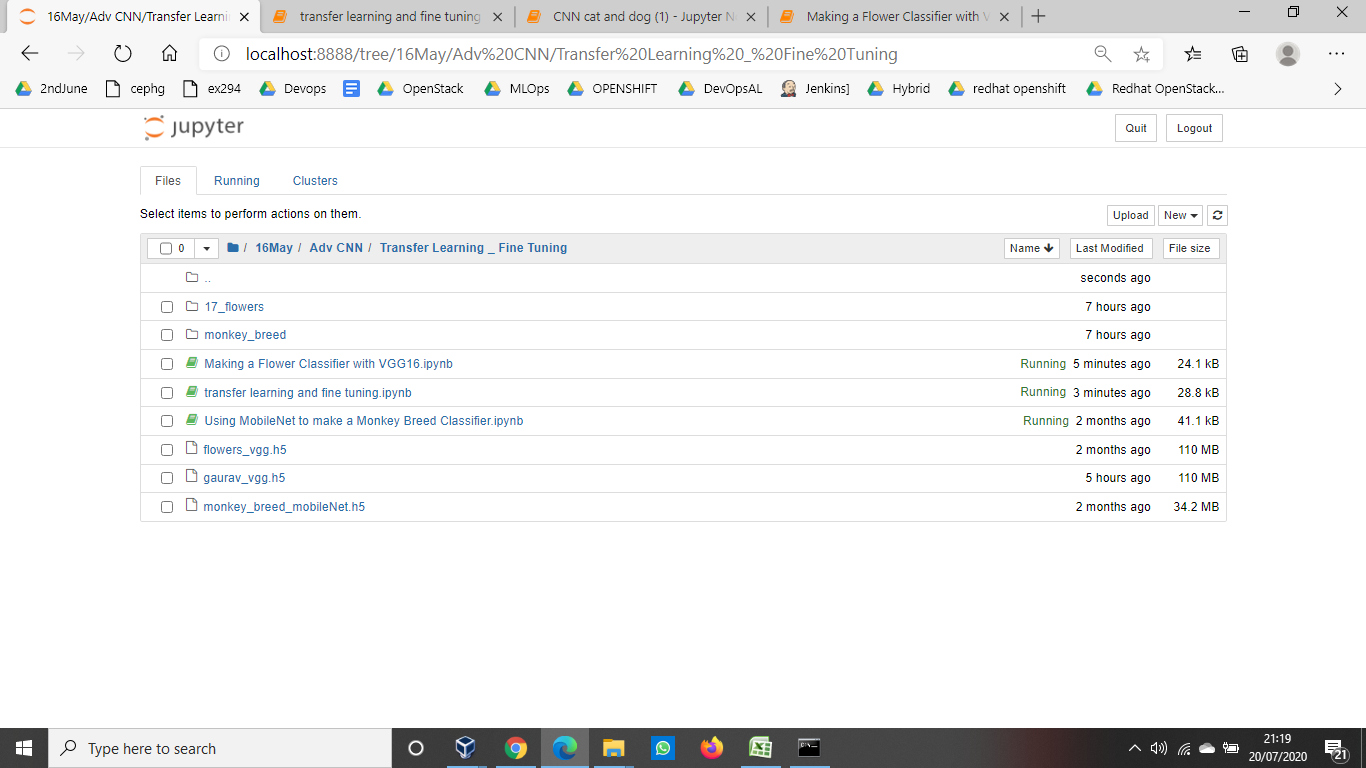 16May/Adv CNN/Transfer Learni
transfer learning and fine tuning
CNN cat and dog (1) - Jupyter N
Making a Flower Classifier with V
localhost:8888/tree/16May/Adv%20CNN/Transfer%20Learning%20_%20Fine%20Tuning
2ndJune cephg ex294 Devops OpenStack MLOps OPENSHIFT DevOpsAL Jenkins] Hybrid redhat openshift Redhat OpenStack...
jupyter
Quit Logout
Files Running Clusters
Select items to perform actions on them.
Upload New
0 / 16May / Adv CNN / Transfer Learning _ Fine Tuning Name Last Modified File size
.. seconds ago
17_flowers 7 hours ago
monkey_breed 7 hours ago
Making a Flower Classifier with VGG16.ipynb Running 5 minutes ago 24.1 kB
transfer learning and fine tuning.ipynb Running 3 minutes ago 28.8 kB
Using MobileNet to make a Monkey Breed Classifier.ipynb Running 2 months ago 41.1 kB
flowers_vgg.h5 2 months ago 110 MB
gaurav_vgg.h5 5 hours ago 110 MB
monkey_breed_mobileNet.h5 2 months ago 34.2 MB
Type here to search
21:19
20/07/2020
21